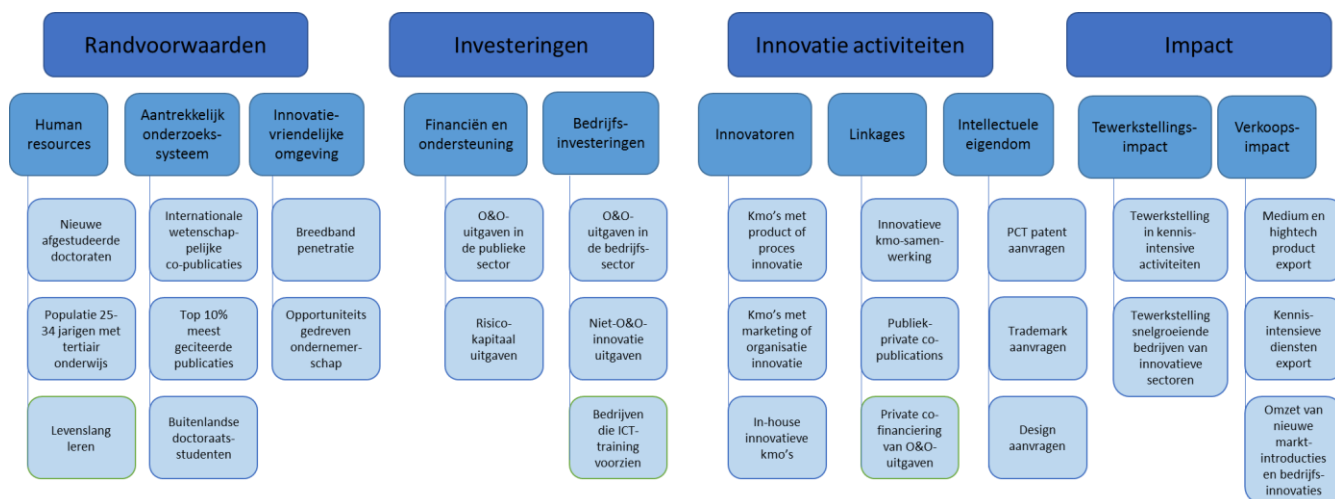 Randvoorwaarden
Investeringen
Innovatie activiteiten
Impact
Human
resources
Aantrekkelijk
onderzoeks-
systeem
Innovatie-
vriendelijke
omgeving
Financiën en
ondersteuning
Bedrijfs-
investeringen
Innovatoren
Linkages
Intellectuele
eigendom
Tewerkstellings-
impact
Verkoops-
impact
Nieuwe
afgestudeerde
doctoraten
Internationale
wetenschap-
pelijke
co-publicaties
Breedband
penetratie
O&O-
uitgaven in
de publieke
sector
O&O-
uitgaven in
de bedrijfs-
sector
Kmo's met
product of
proces
innovatie
Innovatieve
kmo-samen-
werking
PCT patent
aanvragen
Tewerkstelling
in kennis-
intensive
activiteiten
Medium en
hightech
product
export
Populatie 25-
34 jarigen met
tertiair
onderwijs
Top 10%
meest
geciteerde
publicaties
Opportuniteits
gedreven
ondernemer-
schap
Risico-
kapitaal
uitgaven
Niet-O&O-
innovatie
uitgaven
Kmo's met
marketing of
organisatie
innovatie
Publiek-
private co-
publications
Trademark
aanvragen
Tewerkstelling
snelgroeiende
bedrijven van
innovatieve
sectoren
Kennis-
intensieve
diensten
export
Levenslang
leren
Buitenlandse
doctoraats-
studenten
Bedrijven
die ICT-
training
voorzien
In-house
innovatieve
kmo's
Private co-
financiering
van O&O-
uitgaven
Design
aanvragen
Omzet van
nieuwe
markt-
introducties
en bedrijfs-
innovaties